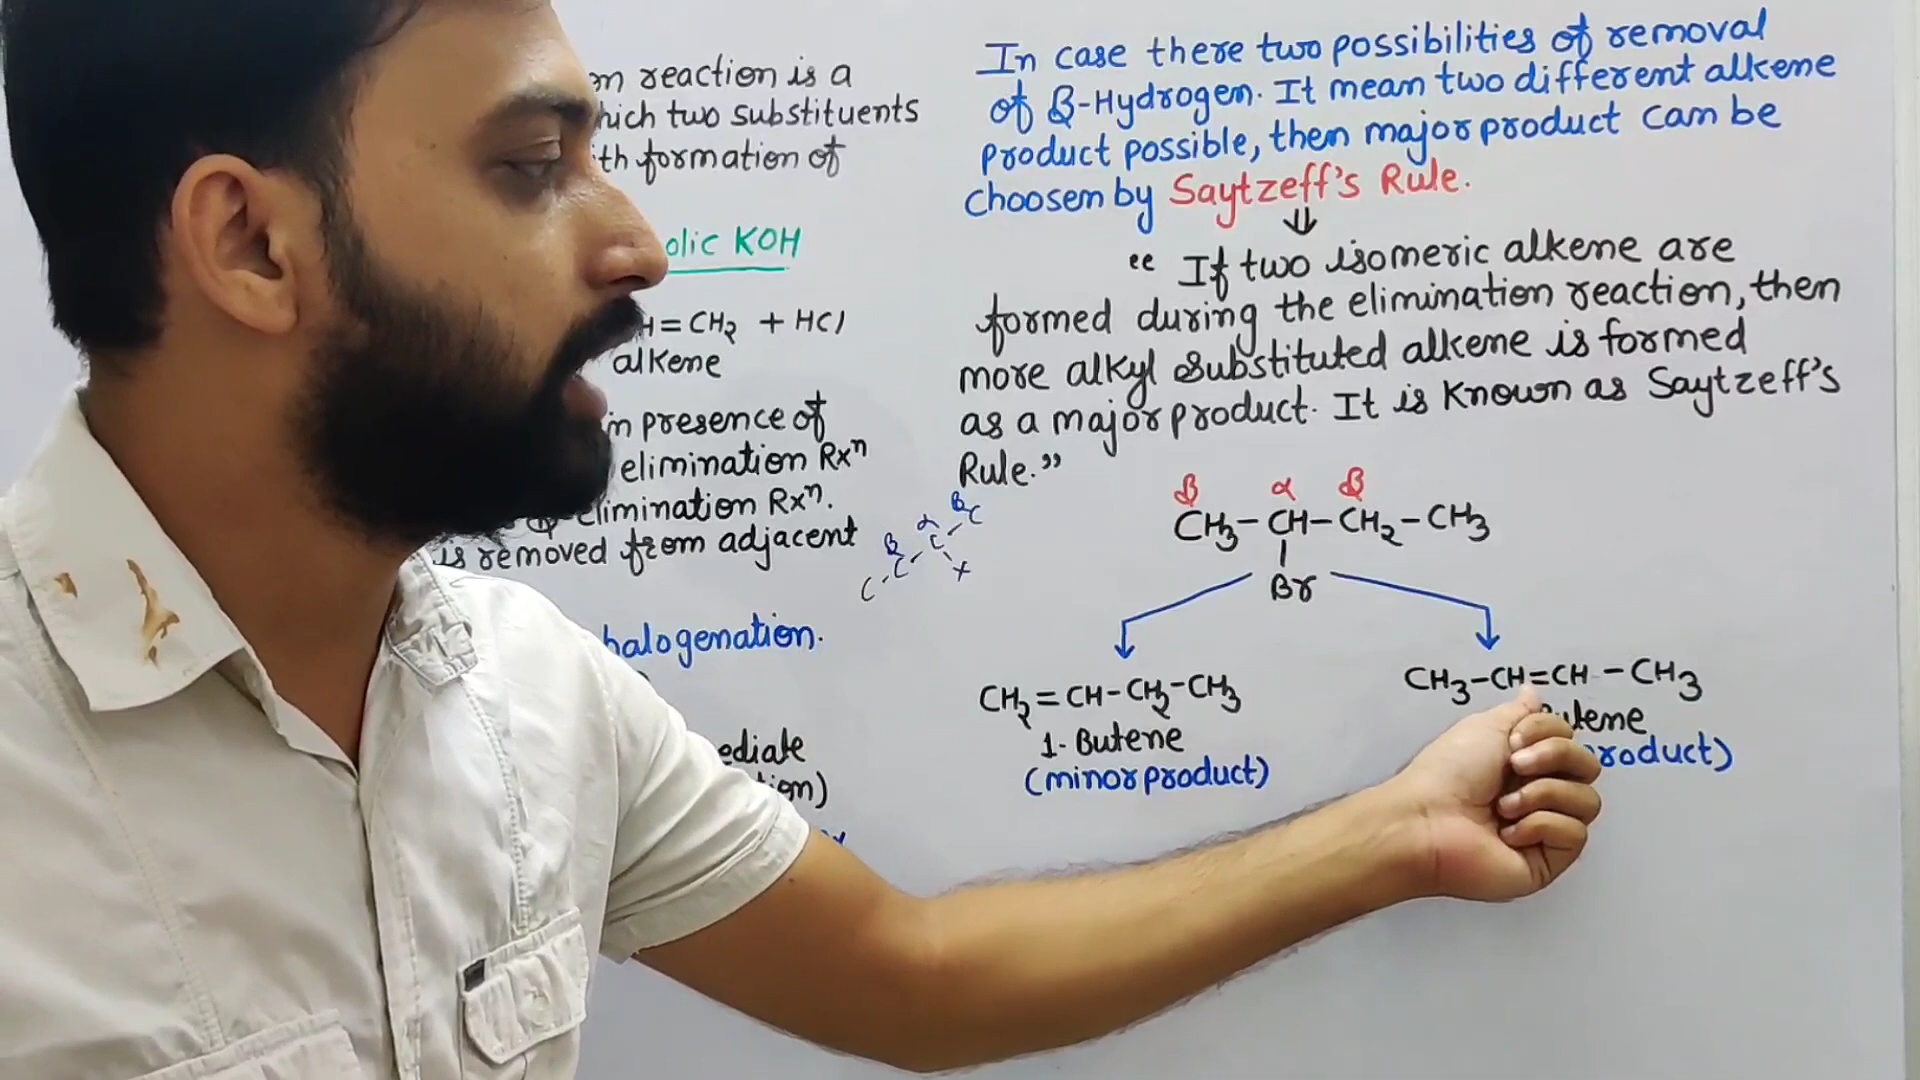 m reaction is a
hich two substituents
ith formation of
olic KOH
H=CH2 + HCl
alkene
in presence of
elimination Rxn
elimination Rxn.
is removed from adjacent
halogenation.
ediate
ion)
In case there two possibilities of removal
of β-Hydrogen. It mean two different alkene
product possible, then major product can be
choosen by Saytzeff's Rule.
⇓
“ If two isomeric alkene are
formed during the elimination reaction, then
more alkyl substituted alkene is formed
as a major product. It is known as Saytzeff's
Rule.”
β α β
CH3-CH-CH2-CH3
Br
β C
α C
β C
C X
CH2=CH-CH2-CH3
1-Butene
(minor product)
CH3-CH=CH-CH3
Butene
product)